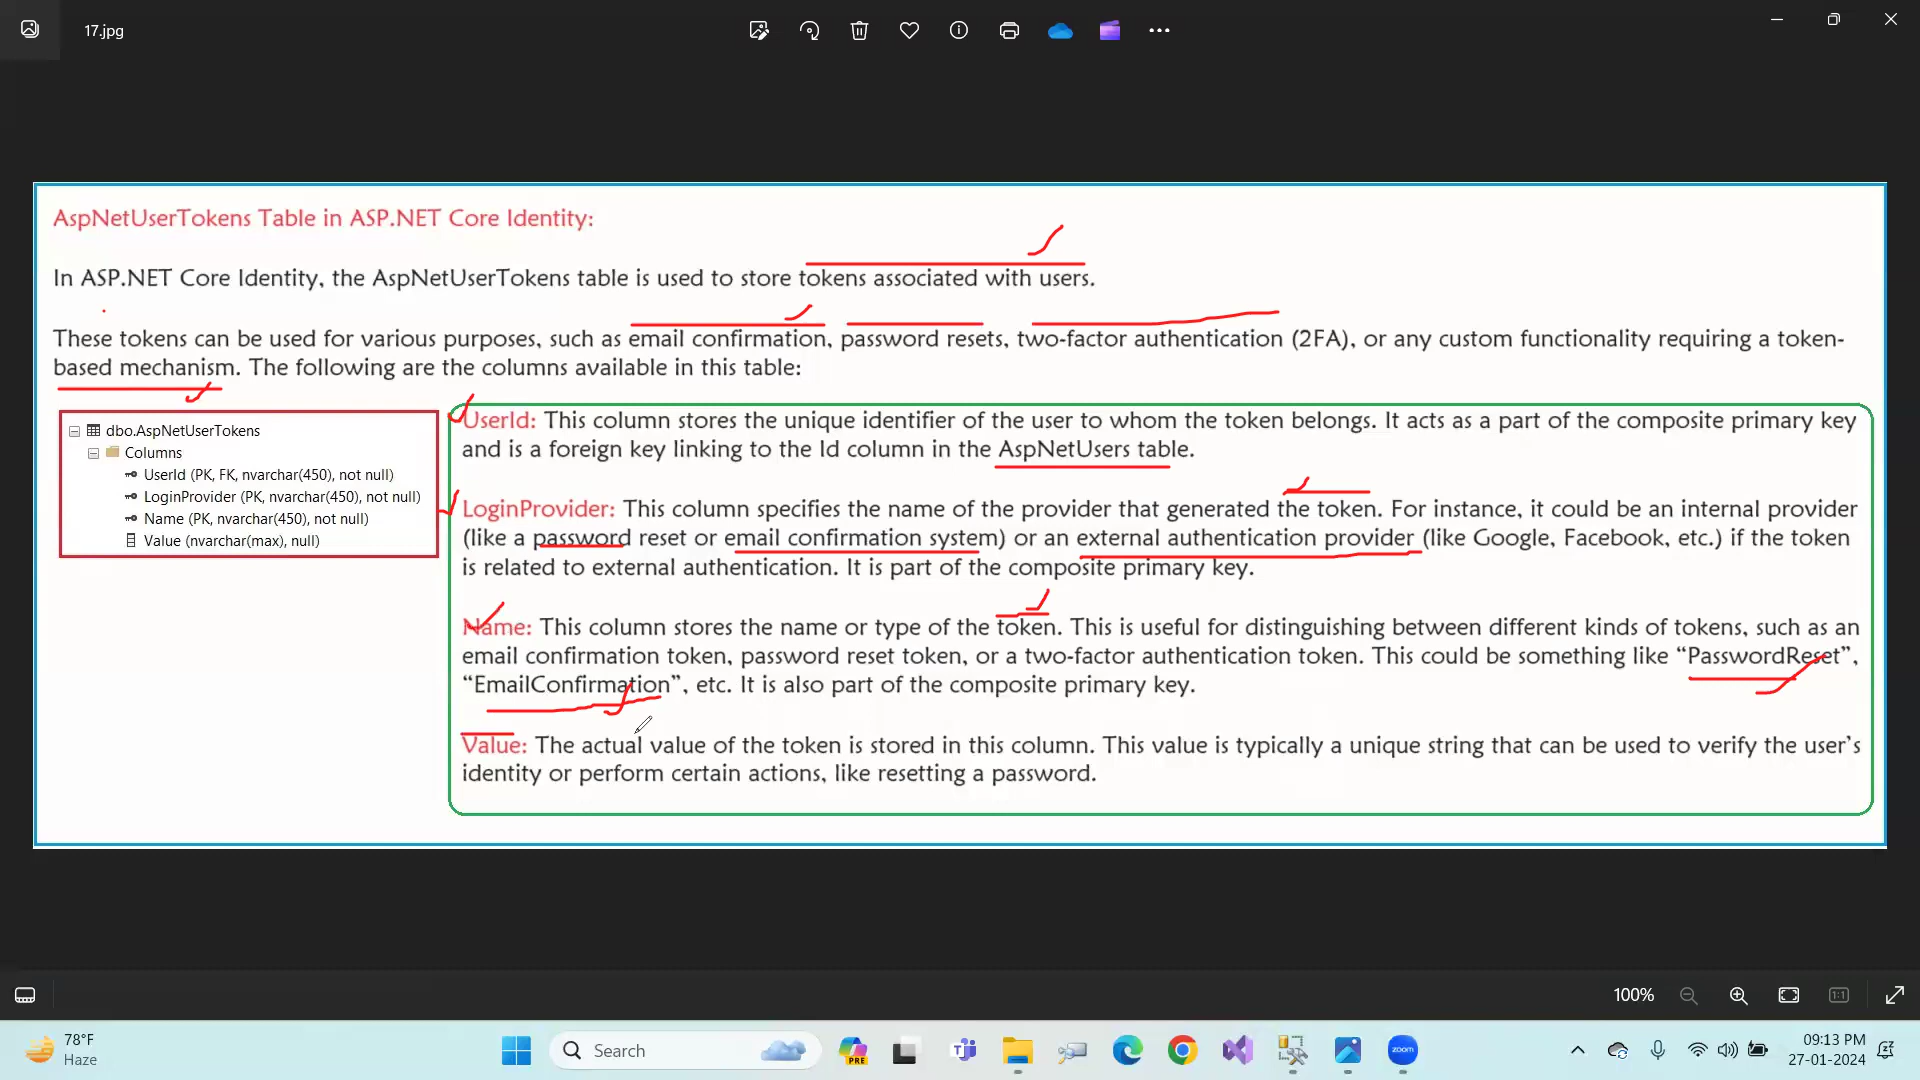 17.jpg
AspNetUserTokens Table in ASP.NET Core Identity:
In ASP.NET Core Identity, the AspNetUserTokens table is used to store tokens associated with users.
These tokens can be used for various purposes, such as email confirmation, password resets, two-factor authentication (2FA), or any custom functionality requiring a token-
based mechanism. The following are the columns available in this table:
dbo.AspNetUserTokens
Columns
UserId (PK, FK, nvarchar(450), not null)
LoginProvider (PK, nvarchar(450), not null)
Name (PK, nvarchar(450), not null)
Value (nvarchar(max), null)
UserId: This column stores the unique identifier of the user to whom the token belongs. It acts as a part of the composite primary key
and is a foreign key linking to the Id column in the AspNetUsers table.
LoginProvider: This column specifies the name of the provider that generated the token. For instance, it could be an internal provider
(like a password reset or email confirmation system) or an external authentication provider (like Google, Facebook, etc.) if the token
is related to external authentication. It is part of the composite primary key.
Name: This column stores the name or type of the token. This is useful for distinguishing between different kinds of tokens, such as an
email confirmation token, password reset token, or a two-factor authentication token. This could be something like “PasswordReset”,
“EmailConfirmation”, etc. It is also part of the composite primary key.
Value: The actual value of the token is stored in this column. This value is typically a unique string that can be used to verify the user’s
identity or perform certain actions, like resetting a password.
100%
1:1
78°F
Haze
Search
PRE
zoom
09:13 PM
27-01-2024